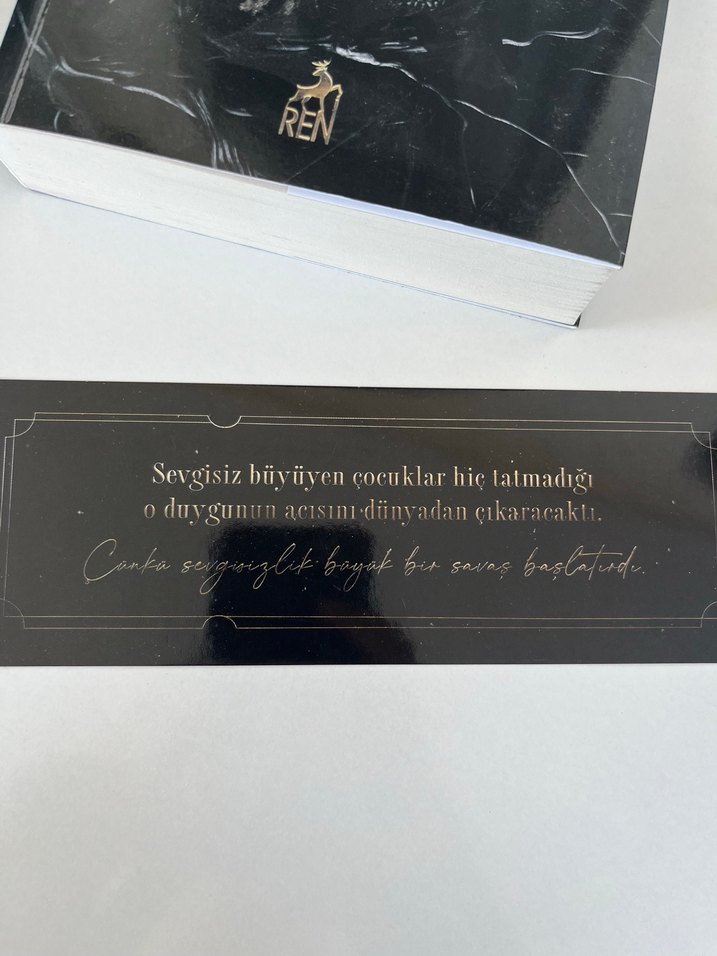 REN
Sevgisiz büyüyen çocuklar hiç tatmadığı
o duygunun acısını dünyadan çıkaracaktı.
Çünkü sevgisizlik büyük bir savaş başlatırdı.